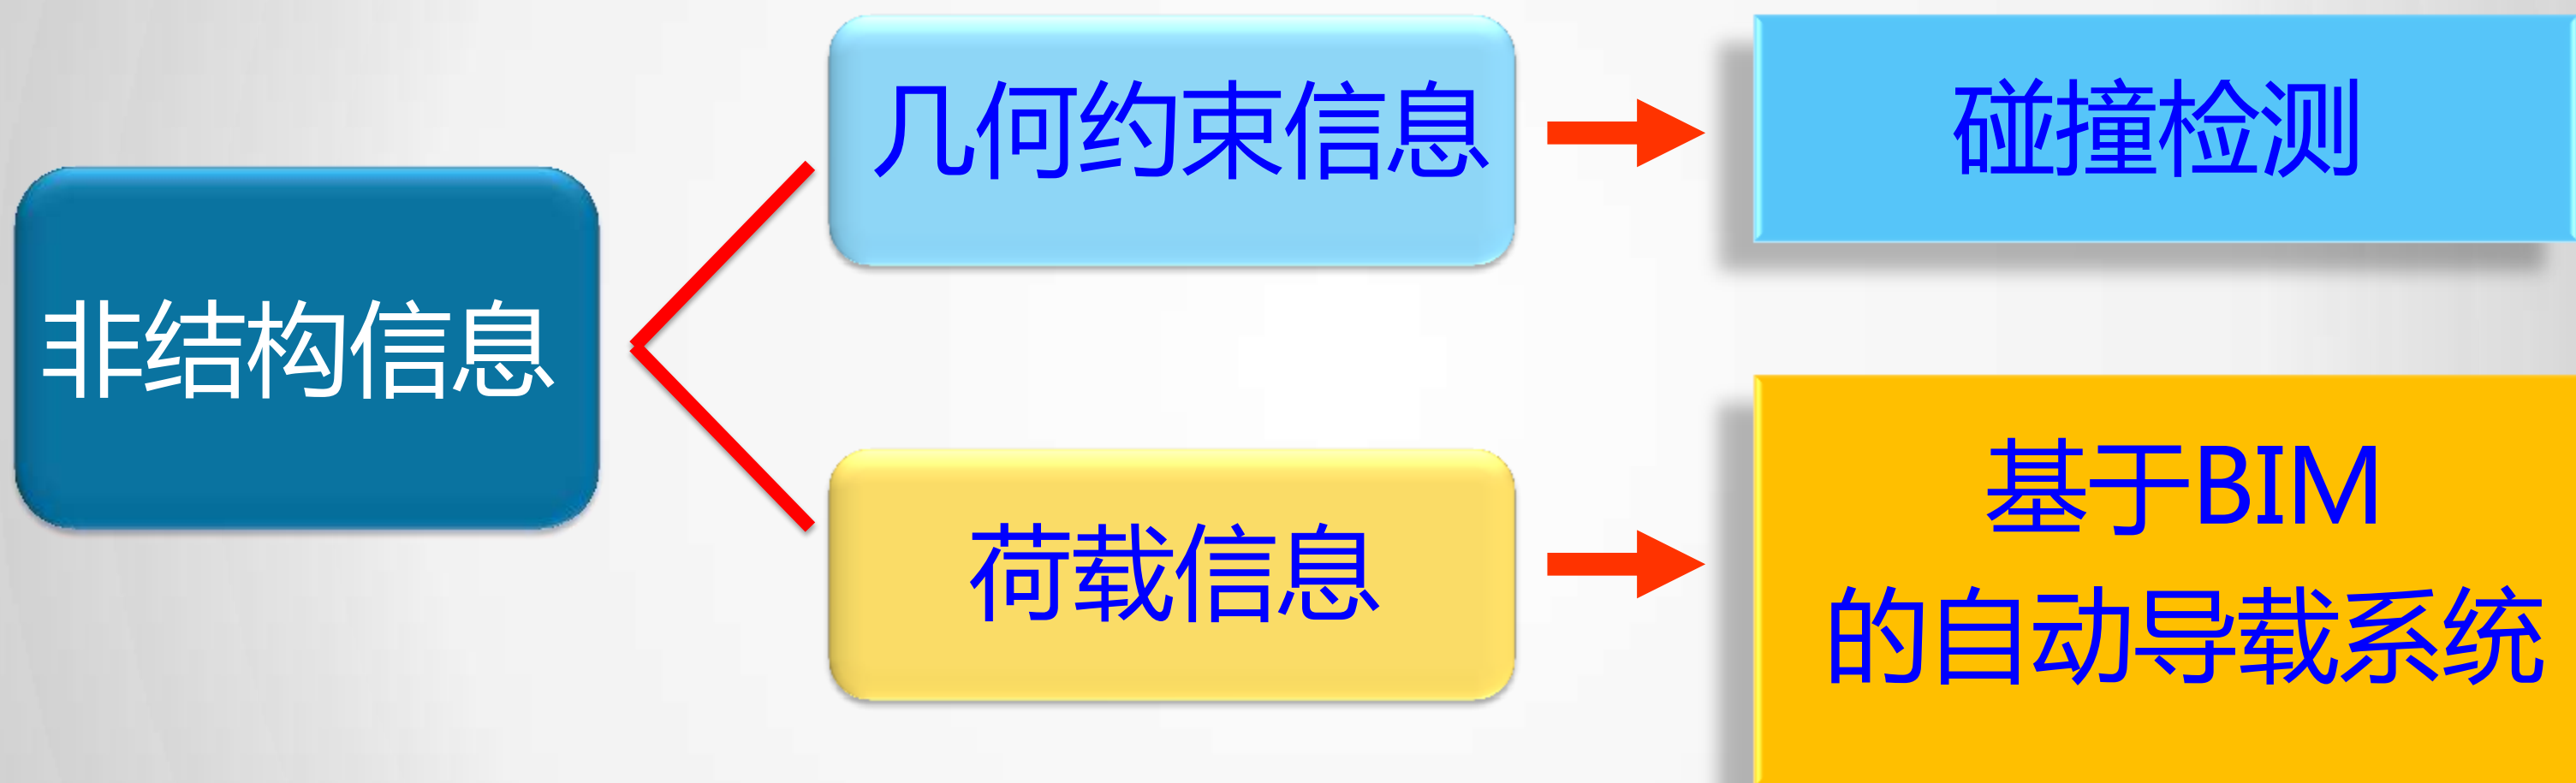 非结构信息
几何约束信息
碰撞检测
荷载信息
基于BIM
的自动导载系统